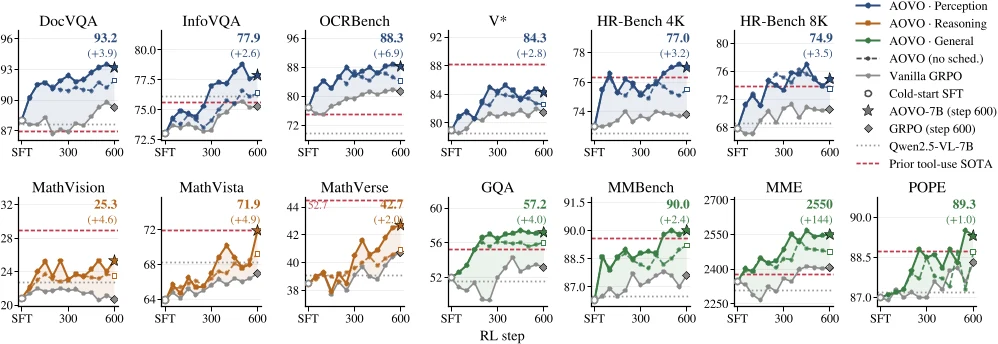 DocVQA
93.2
(+3.9)
96
93
90
87
SFT
300
600
InfoVQA
77.9
(+2.6)
80.0
77.5
75.0
72.5
SFT
300
600
OCRBench
88.3
(+6.9)
96
88
80
72
SFT
300
600
V*
84.3
(+2.8)
92
88
84
80
SFT
300
600
HR-Bench 4K
77.0
(+3.2)
78
76
74
SFT
300
600
HR-Bench 8K
74.9
(+3.5)
80
76
72
68
SFT
300
600
AOVO · Perception
AOVO · Reasoning
AOVO · General
AOVO (no sched.)
Vanilla GRPO
Cold-start SFT
AOVO-7B (step 600)
GRPO (step 600)
Qwen2.5-VL-7B
Prior tool-use SOTA
MathVision
25.3
(+4.6)
32
28
24
20
SFT
300
600
MathVista
71.9
(+4.9)
72
68
64
SFT
300
600
MathVerse
52.7
42.7
(+2.0)
44
42
40
38
SFT
300
600
GQA
57.2
(+4.0)
60
56
52
48
SFT
300
600
MMBench
90.0
(+2.4)
91.5
90.0
88.5
87.0
SFT
300
600
MME
2550
(+144)
2700
2550
2400
2250
SFT
300
600
POPE
89.3
(+1.0)
90.0
88.5
87.0
SFT
300
600
RL step